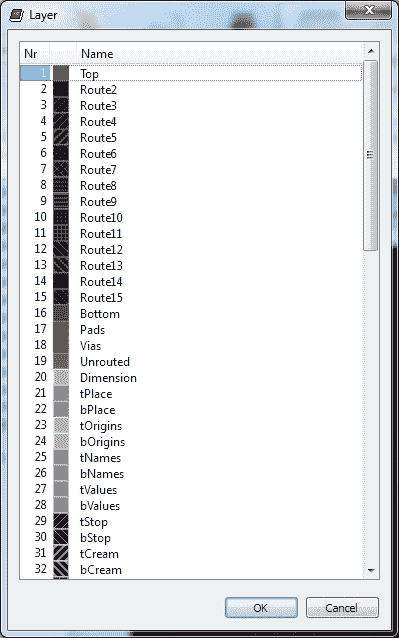 Layer
Nr Name
1 Top
2 Route2
3 Route3
4 Route4
5 Route5
6 Route6
7 Route7
8 Route8
9 Route9
10 Route10
11 Route11
12 Route12
13 Route13
14 Route14
15 Route15
16 Bottom
17 Pads
18 Vias
19 Unrouted
20 Dimension
21 tPlace
22 bPlace
23 tOrigins
24 bOrigins
25 tNames
26 bNames
27 tValues
28 bValues
29 tStop
30 bStop
31 tCream
32 bCream
OK Cancel